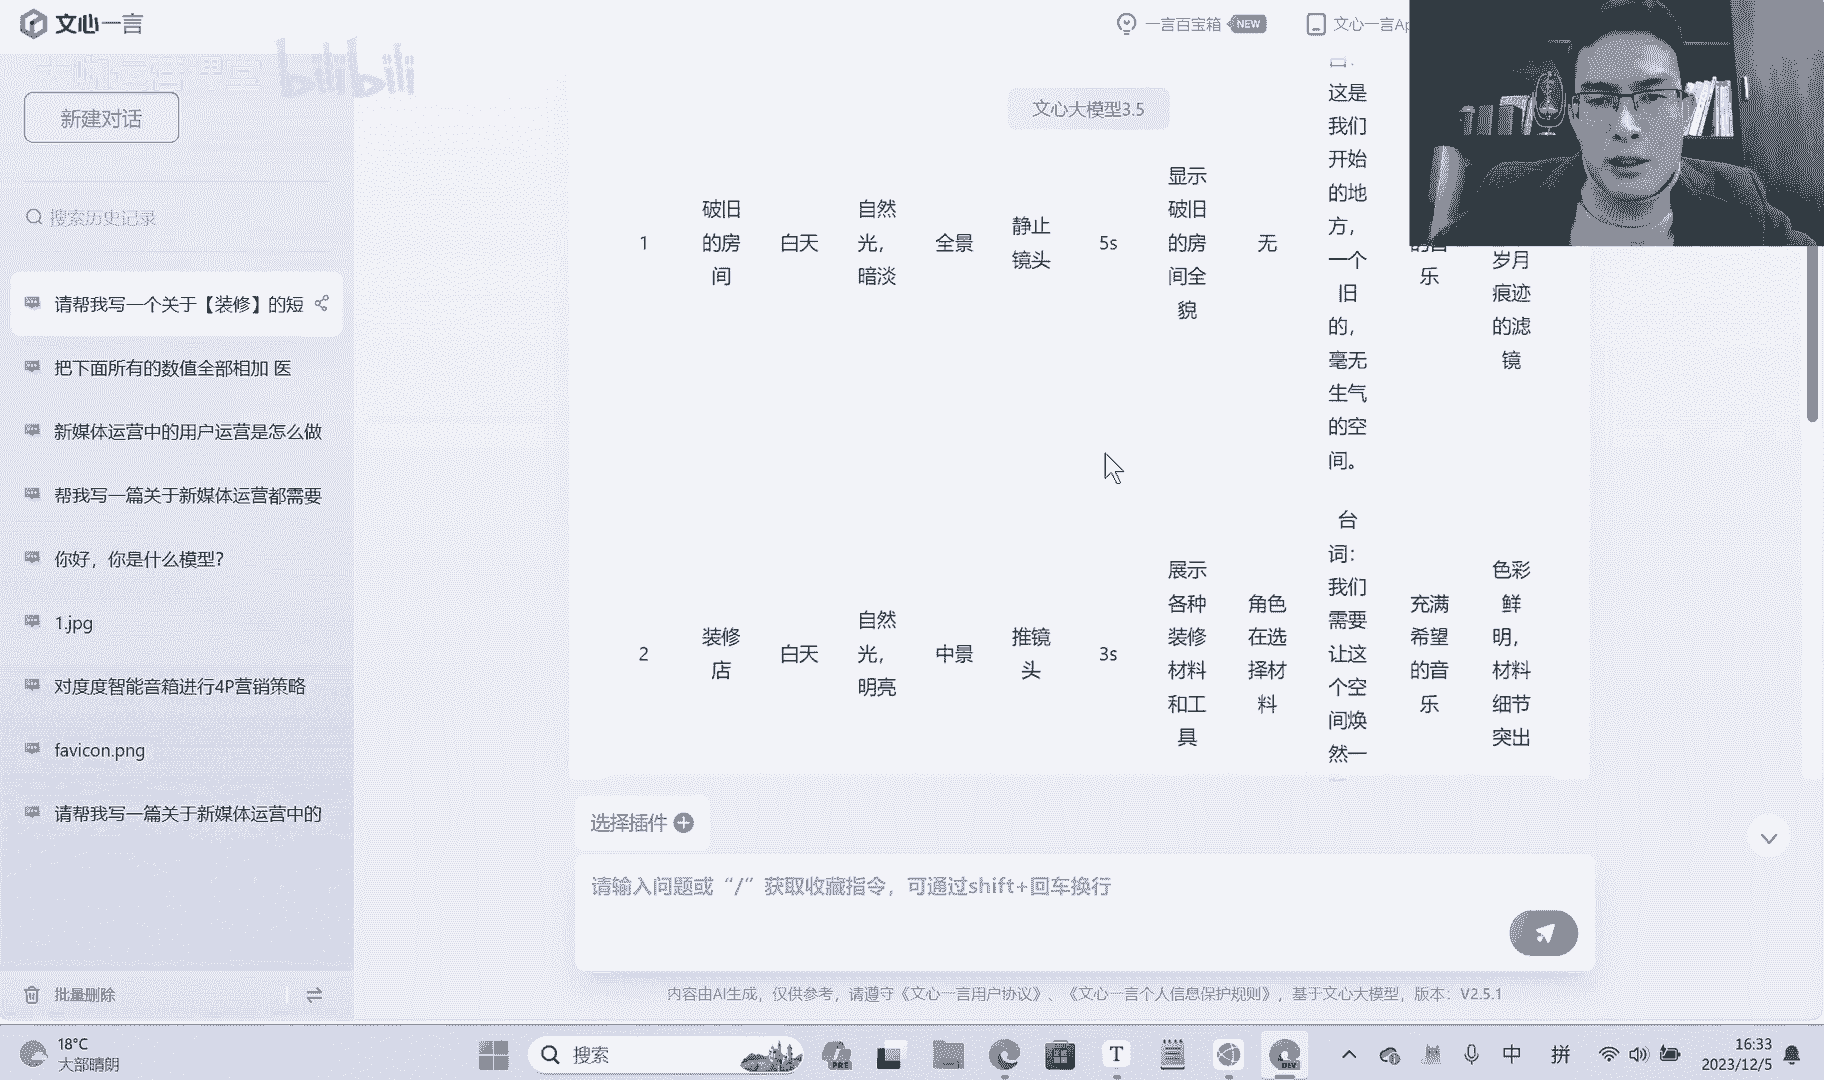 文心一言
一言百宝箱 NEW
文心一言Ap
bilibili
新建对话
搜索历史记录
请帮我写一个关于【装修】的短
把下面所有的数值全部相加 医
新媒体运营中的用户运营是怎么做
帮我写一篇关于新媒体运营都需要
你好，你是什么模型？
1.jpg
对度度智能音箱进行4P营销策略
favicon.png
请帮我写一篇关于新媒体运营中的
批量删除
文心大模型3.5
1
破旧
的房
间
白天
自然
光，
暗淡
全景
静止
镜头
5s
显示
破旧
的房
间全
貌
无
这是
我们
开始
的地
方，
一个
旧
的，
毫无
生气
的空
间。
乐
岁月
痕迹
的滤
镜
2
装修
店
白天
自然
光，
明亮
中景
推镜
头
3s
展示
各种
装修
材料
和工
具
角色
在选
择材
料
台
词：
我们
需要
让这
个空
间焕
然一
充满
希望
的音
乐
色彩
鲜
明，
材料
细节
突出
选择插件
请输入问题或“/”获取收藏指令，可通过shift+回车换行
内容由AI生成，仅供参考，请遵守《文心一言用户协议》、《文心一言个人信息保护规则》，基于文心大模型，版本：V2.5.1
18°C
大部晴朗
搜索
PRE
T
DEV
中
拼
16:33
2023/12/5